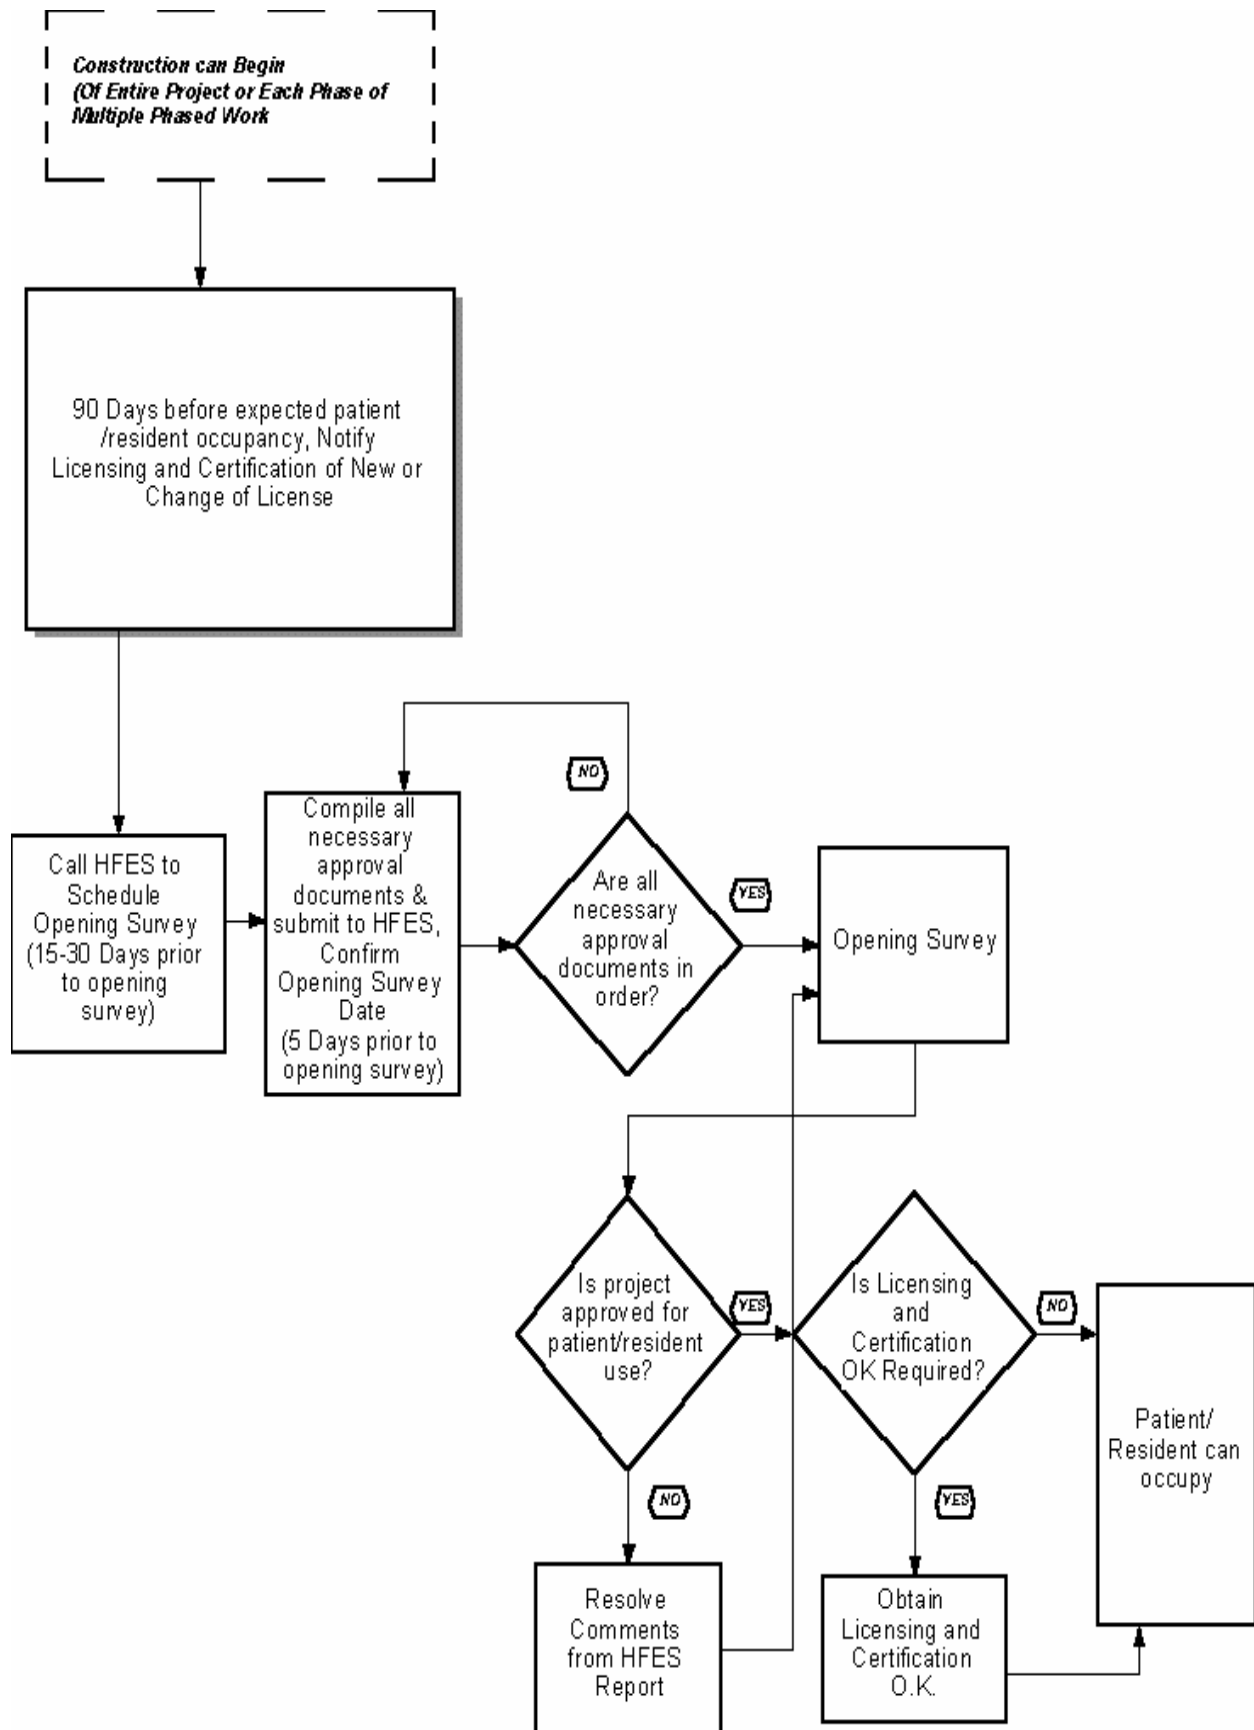 Construction can Begin
(Of Entire Project or Each Phase of
Multiple Phased Work
90 Days before expected patient
/resident occupancy, Notify
Licensing and Certification of New or
Change of License
NO
Call HFES to
Schedule
Opening Survey
(15-30 Days prior
to opening
survey)
Compile all
necessary
approval
documents &
submit to HFES,
Confirm
Opening Survey
Date
(5 Days prior to
opening survey)
Are all
necessary
approval
documents in
order?
YES
Opening Survey
Is project
approved for
patient/resident
use?
YES
Is Licensing
and
Certification
OK Required?
NO
Patient/
Resident can
occupy
NO
YES
Resolve
Comments
from HFES
Report
Obtain
Licensing and
Certification
O.K.